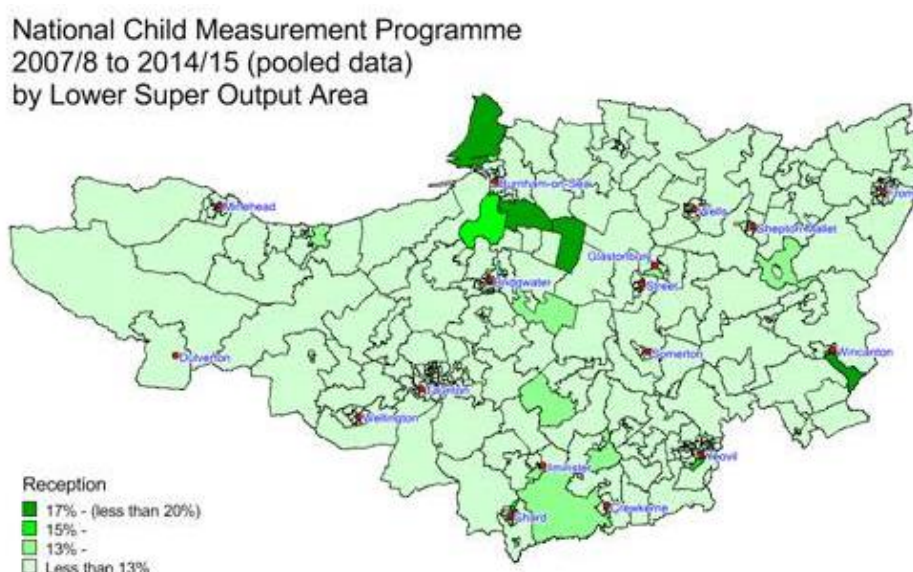 National Child Measurement Programme
2007/8 to 2014/15 (pooled data)
by Lower Super Output Area
Burnham-on-Sea
Minehead
Wells
From
Shepton Mallet
Glastonbury
Bridgwater
Street
Dulverton
Somerton
Wincanton
Taunton
Wellington
Yeovil
Ilminster
Crewkerne
Chard
Reception
17% - (less than 20%)
15% -
13% -
Less than 13%